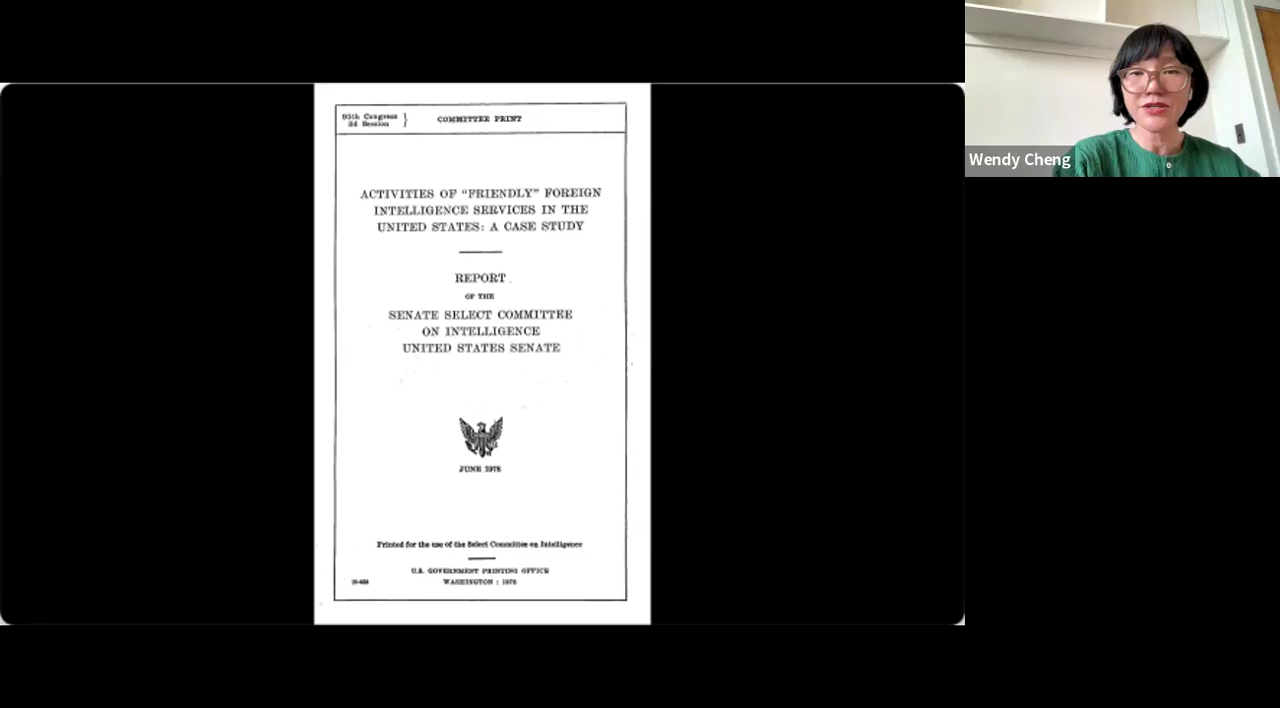 95th Congress
2d Session
COMMITTEE PRINT
ACTIVITIES OF "FRIENDLY" FOREIGN
INTELLIGENCE SERVICES IN THE
UNITED STATES: A CASE STUDY
REPORT
OF THE
SENATE SELECT COMMITTEE
ON INTELLIGENCE
UNITED STATES SENATE
JUNE 1978
Printed for the use of the Select Committee on Intelligence
U.S. GOVERNMENT PRINTING OFFICE
WASHINGTON : 1978
Wendy Cheng